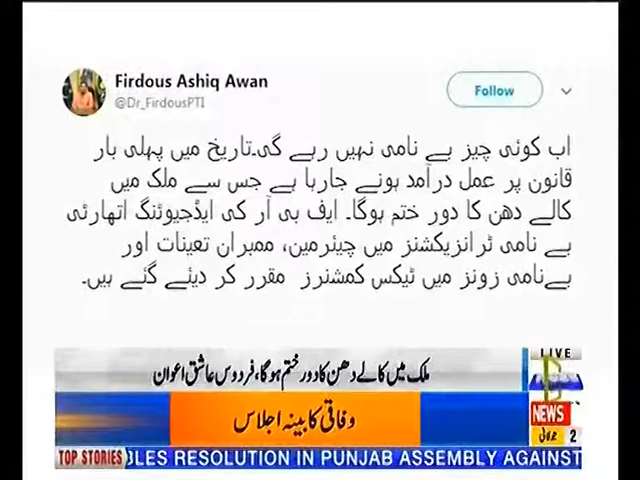 Firdous Ashiq Awan
@Dr_FirdousPTI
Follow
اب کوئی چیز بے نامی نہیں رہے گی۔تاریخ میں پہلی بار
قانون پر عمل درآمد ہونے جارہا ہے جس سے ملک میں
کالے دھن کا دور ختم ہوگا۔ ایف بی آر کی ایڈجیوٹنگ اتھارٹی
بے نامی ٹرانزیکشنز میں چیئرمین، ممبران تعینات اور
بےنامی زونز میں ٹیکس کمشنرز مقرر کر دیئے گئے ہیں۔
ملک میں کالے دھن کا دور ختم ہوگا، فردوس عاشق اعوان
LIVE
وفاقی کابینہ اجلاس
NEWS
2 جولائی
TOP STORIES
BLES RESOLUTION IN PUNJAB ASSEMBLY AGAINST